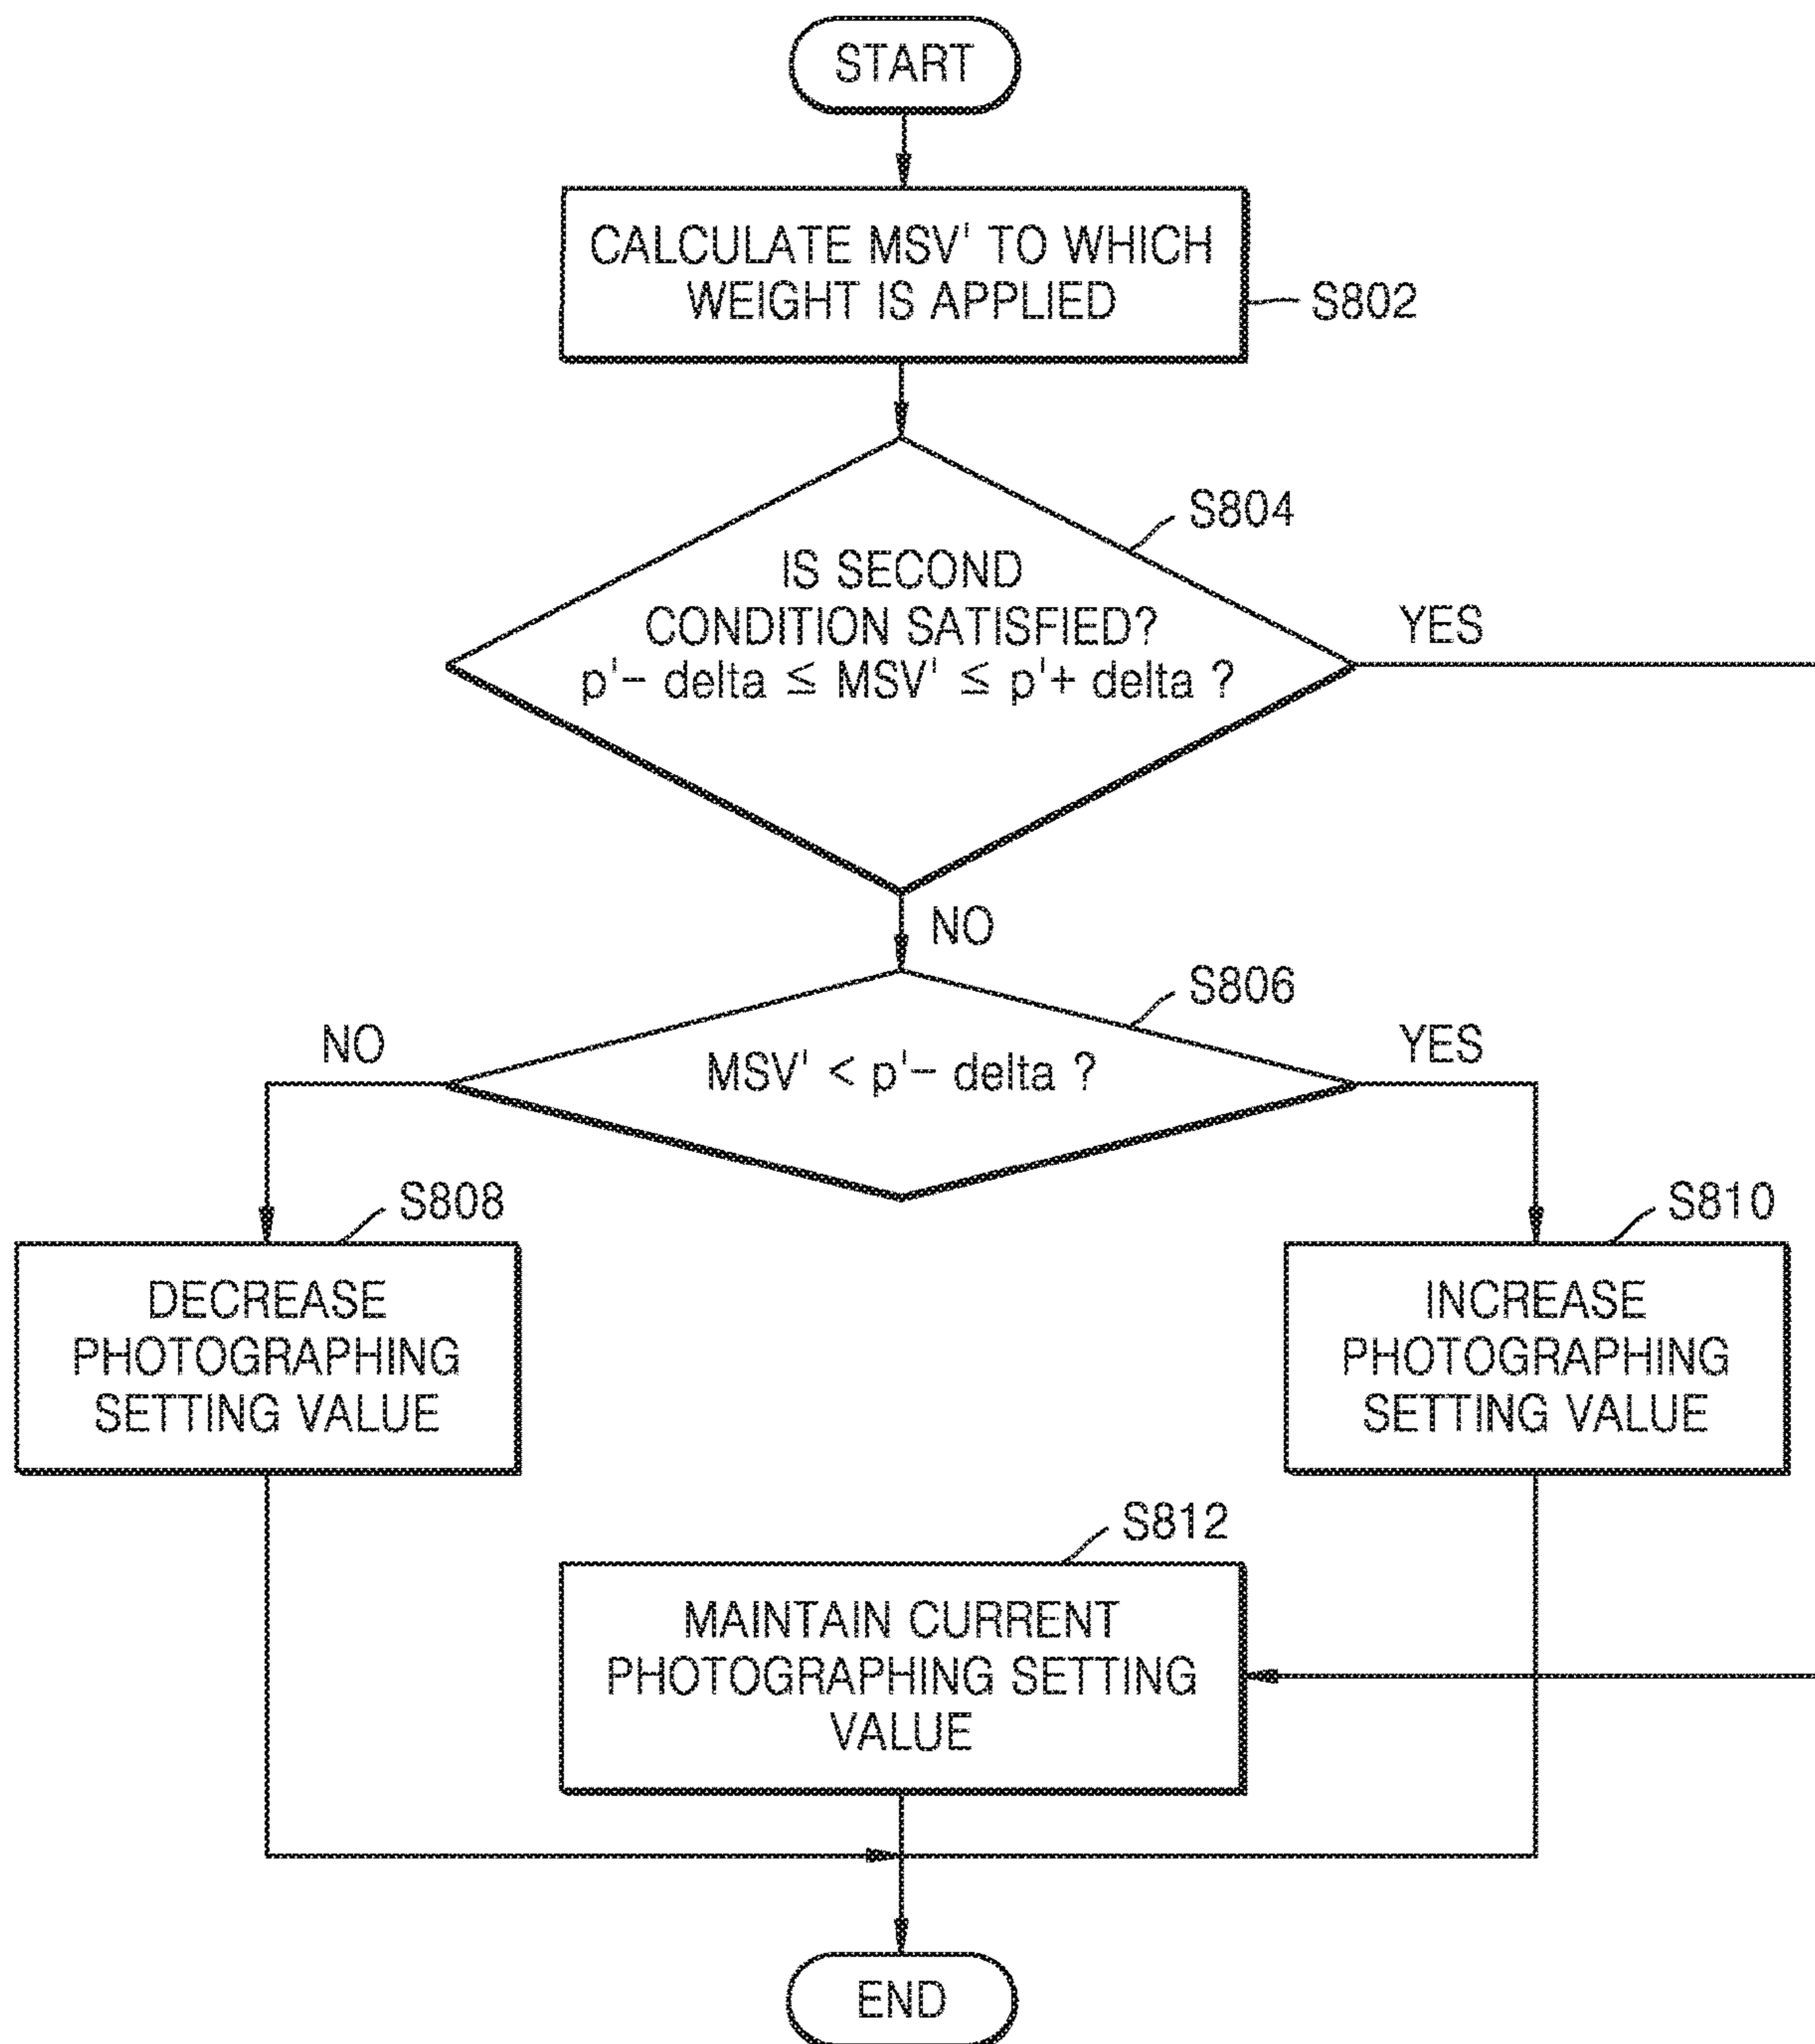 START
CALCULATE MSV' TO WHICH
WEIGHT IS APPLIED
S802
S804
IS SECOND
CONDITION SATISFIED?
p'− delta ≤ MSV' ≤ p'+ delta ?
YES
NO
S806
NO
MSV' < p'− delta ?
YES
S808
DECREASE
PHOTOGRAPHING
SETTING VALUE
S810
INCREASE
PHOTOGRAPHING
SETTING VALUE
S812
MAINTAIN CURRENT
PHOTOGRAPHING SETTING
VALUE
END